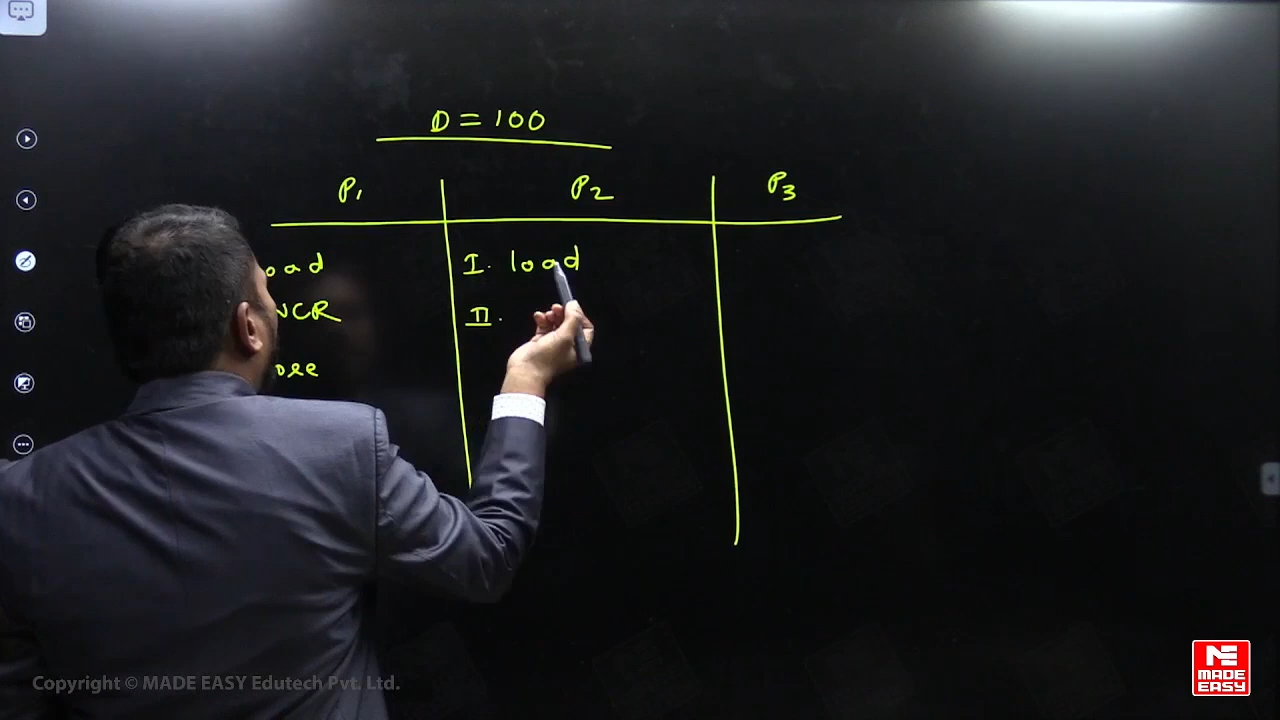 D = 100
P1 P2 P3
oad I. load
NCR II.
ore
MADE EASY
Copyright © MADE EASY Edutech Pvt. Ltd.